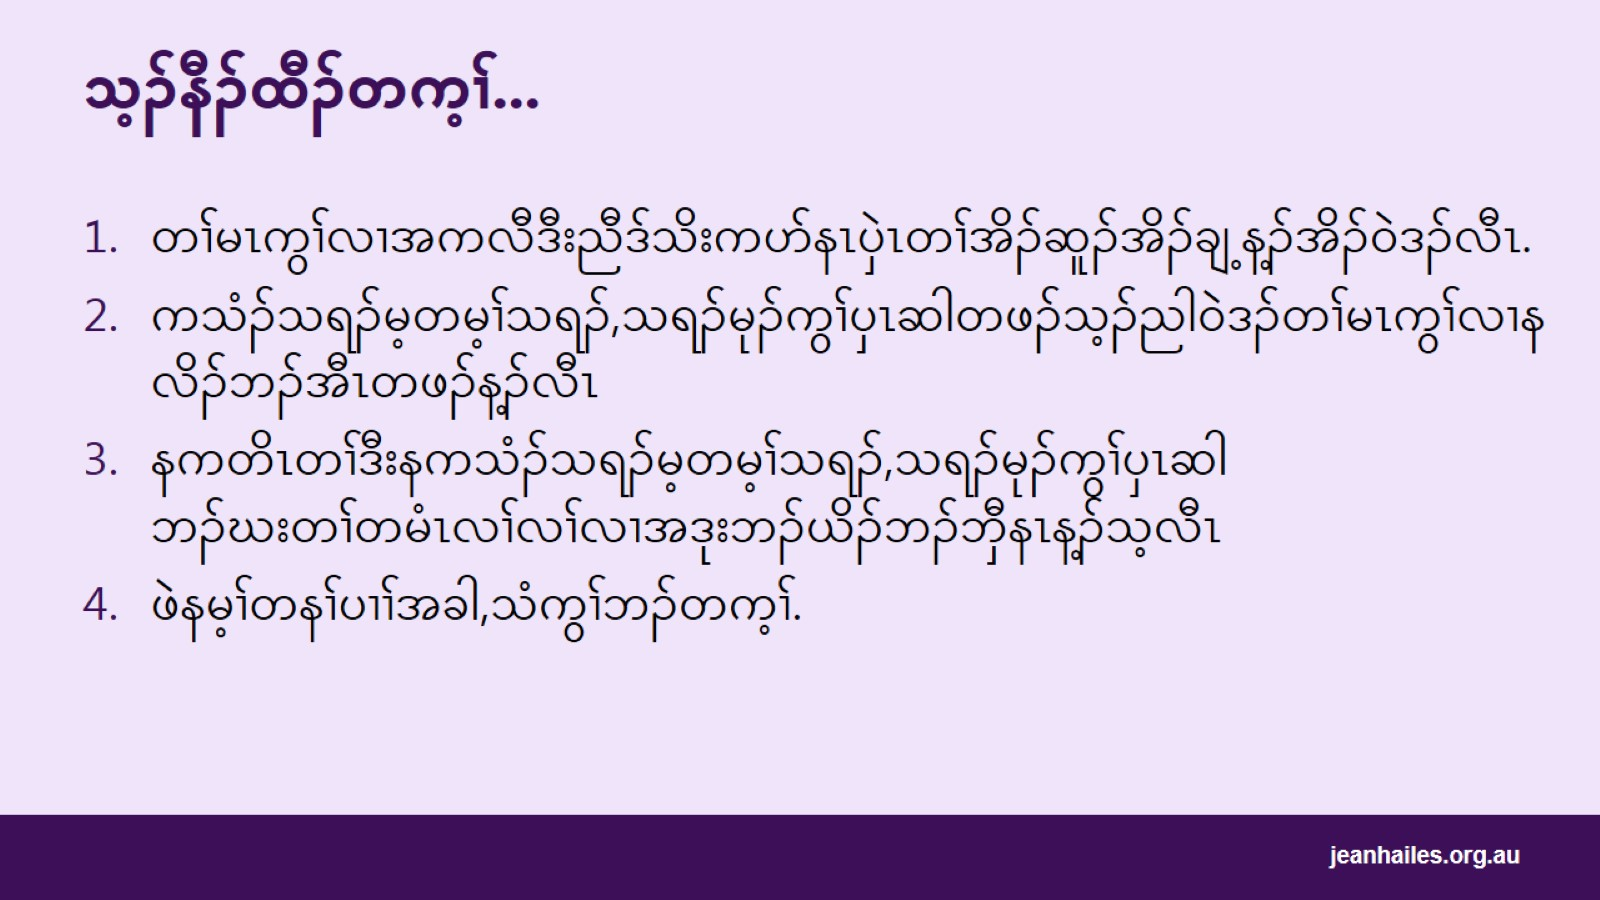 သ့ၣ်နီၣ်ထီၣ်တက့ၢ်...
1. တၢ်မၤကွၢ်လၢအကလီဒီးညီဒ်သိးကဟ်နၤပှဲၤတၢ်အိၣ်ဆူၣ်အိၣ်ချ့န့ၣ်အိၣ်ဝဲဒၣ်လီၤ.
2. ကသံၣ်သရၣ်မ့တမ့ၢ်သရၣ်,သရၣ်မုၣ်ကွၢ်ပှၤဆါတဖၣ်သ့ၣ်ညါဝဲဒၣ်တၢ်မၤကွၢ်လၢန
လိၣ်ဘၣ်အီၤတဖၣ်န့ၣ်လီၤ
3. နကတိၤတၢ်ဒီးနကသံၣ်သရၣ်မ့တမ့ၢ်သရၣ်,သရၣ်မုၣ်ကွၢ်ပှၤဆါ
ဘၣ်ဃးတၢ်တမံၤလၢ်လၢ်လၢအဒုးဘၣ်ယိၣ်ဘၣ်ဘှီနၤန့ၣ်သ့လီၤ
4. ဖဲနမ့ၢ်တနၢ်ပၢၢ်အခါ,သံကွၢ်ဘၣ်တက့ၢ်.
jeanhailes.org.au